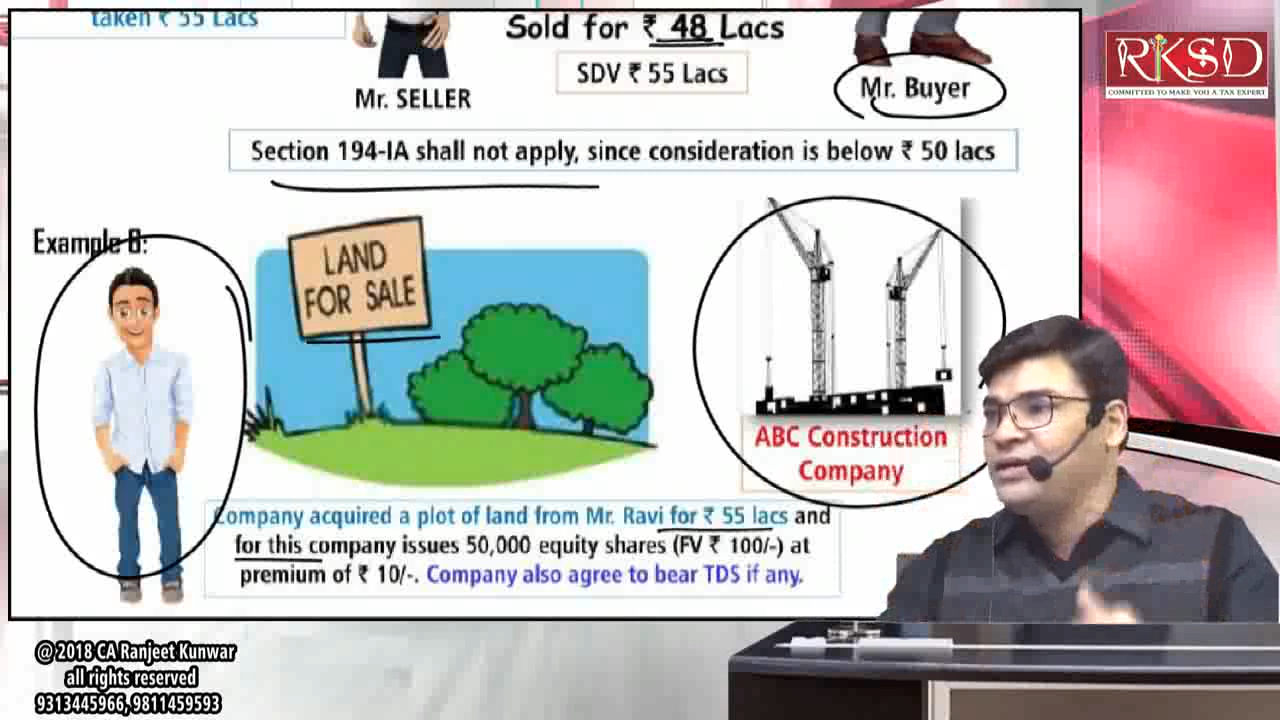 taken ₹ 55 Lacs
Sold for ₹ 48 Lacs
SDV ₹ 55 Lacs
Mr. SELLER
Mr. Buyer
RKSD
COMMITTED TO MAKE YOU A TAX EXPERT
Section 194-IA shall not apply, since consideration is below ₹ 50 lacs
Example 8:
LAND
FOR SALE
ABC Construction
Company
Company acquired a plot of land from Mr. Ravi for ₹ 55 lacs and
for this company issues 50,000 equity shares (FV ₹ 100/-) at
premium of ₹ 10/-. Company also agree to bear TDS if any.
@ 2018 CA Ranjeet Kunwar
all rights reserved
9313445966, 9811459593